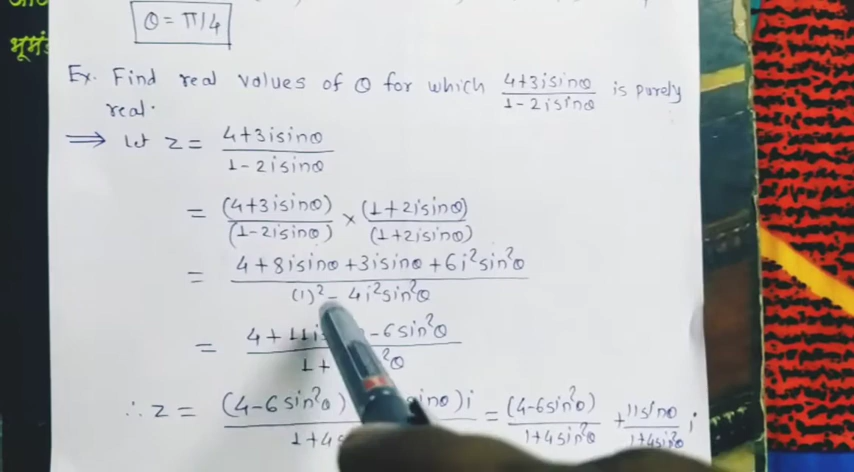 θ = π/4
Ex. Find real values of θ for which (4+3isinθ)/(1-2isinθ) is purely
real.
⟹ Let z = (4+3isinθ)/(1-2isinθ)
= (4+3isinθ)/(1-2isinθ) × (1+2isinθ)/(1+2isinθ)
= (4+8isinθ+3isinθ+6i²sin²θ)/((1)²-4i²sin²θ)
= 4+11i -6sin²θ / 1+ ²θ
∴ z = (4-6sin²θ) sinθ)i / 1+4s = (4-6sin²θ)/(1+4sin²θ) + 11sinθ/(1+4sin²θ) i